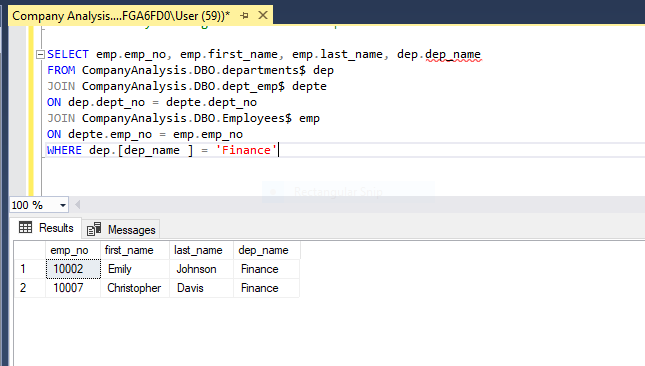 Company Analysis....FGA6FD0\User (59))*
SELECT emp.emp_no, emp.first_name, emp.last_name, dep.dep_name
FROM CompanyAnalysis.DBO.departments$ dep
JOIN CompanyAnalysis.DBO.dept_emp$ depte
ON dep.dept_no = depte.dept_no
JOIN CompanyAnalysis.DBO.Employees$ emp
ON depte.emp_no = emp.emp_no
WHERE dep.[dep_name ] = 'Finance'
Rectangular Snip
100 %
Results Messages
emp_no first_name last_name dep_name
1 10002 Emily Johnson Finance
2 10007 Christopher Davis Finance